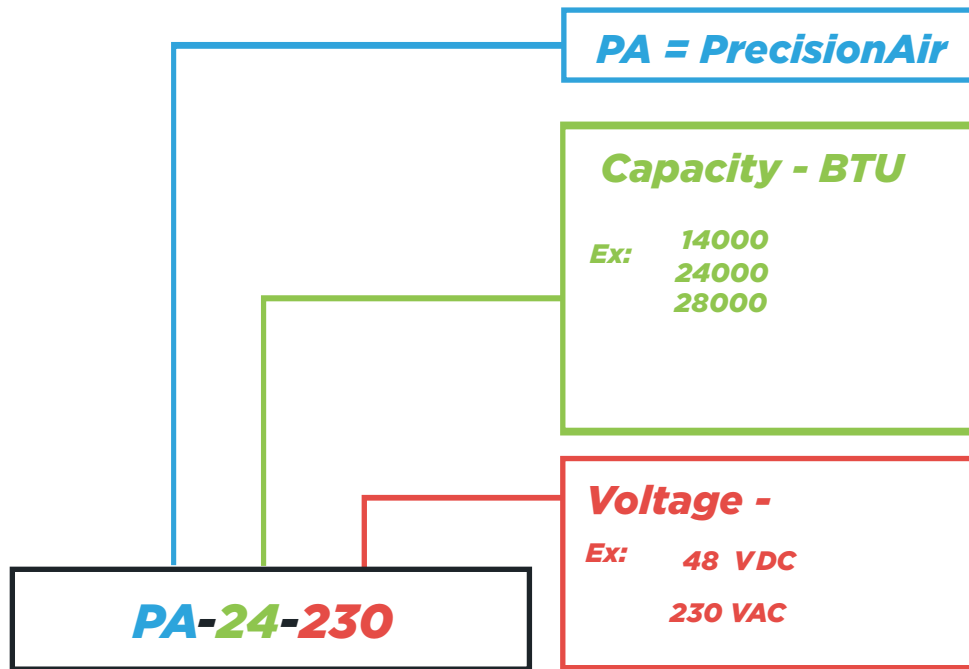 PA = PrecisionAir
Capacity - BTU
Ex: 14000
24000
28000
Voltage -
Ex: 48 VDC
230 VAC
PA-24-230